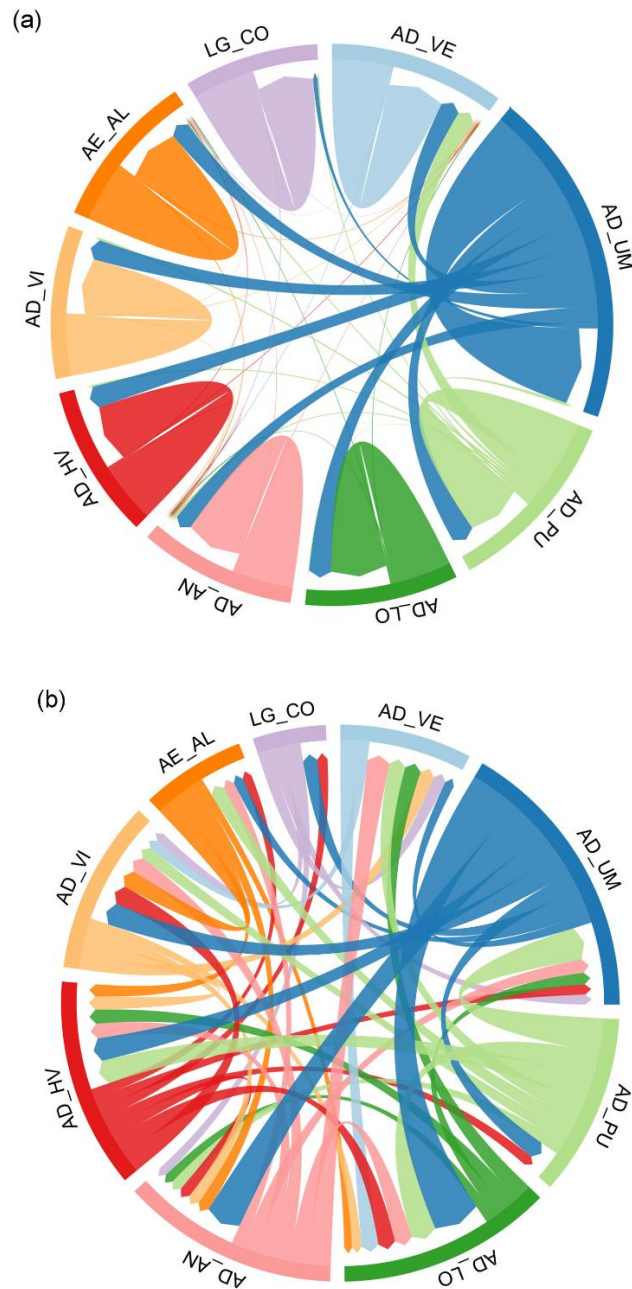 (a)
LG_CO
AD_VE
AE_AL
AD_UM
AD_VI
AD_HV
AD_PU
AD_AN
AD_LO
(b)
LG_CO
AD_VE
AE_AL
AD_UM
AD_VI
AD_HV
AD_PU
AD_AN
AD_LO